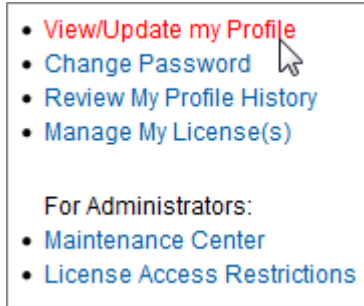 View/Update my Profile
Change Password
Review My Profile History
Manage My License(s)
For Administrators:
Maintenance Center
License Access Restrictions